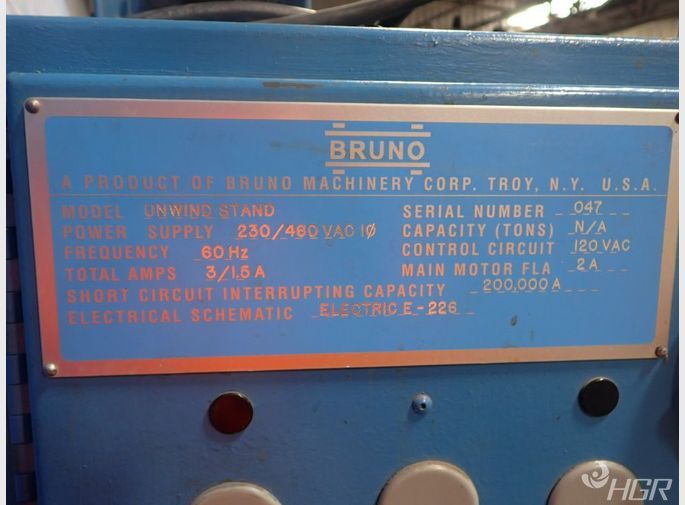 BRUNO
A PRODUCT OF BRUNO MACHINERY CORP. TROY, N.Y. U.S.A.
MODEL UNWIND STAND SERIAL NUMBER 047
POWER SUPPLY 230/460 VAC 1Ø CAPACITY (TONS) N/A
FREQUENCY 60 Hz CONTROL CIRCUIT 120 VAC
TOTAL AMPS 3/1.5 A MAIN MOTOR FLA 2 A
SHORT CIRCUIT INTERRUPTING CAPACITY 200,000 A
ELECTRICAL SCHEMATIC ELECTRIC E-226
HGR